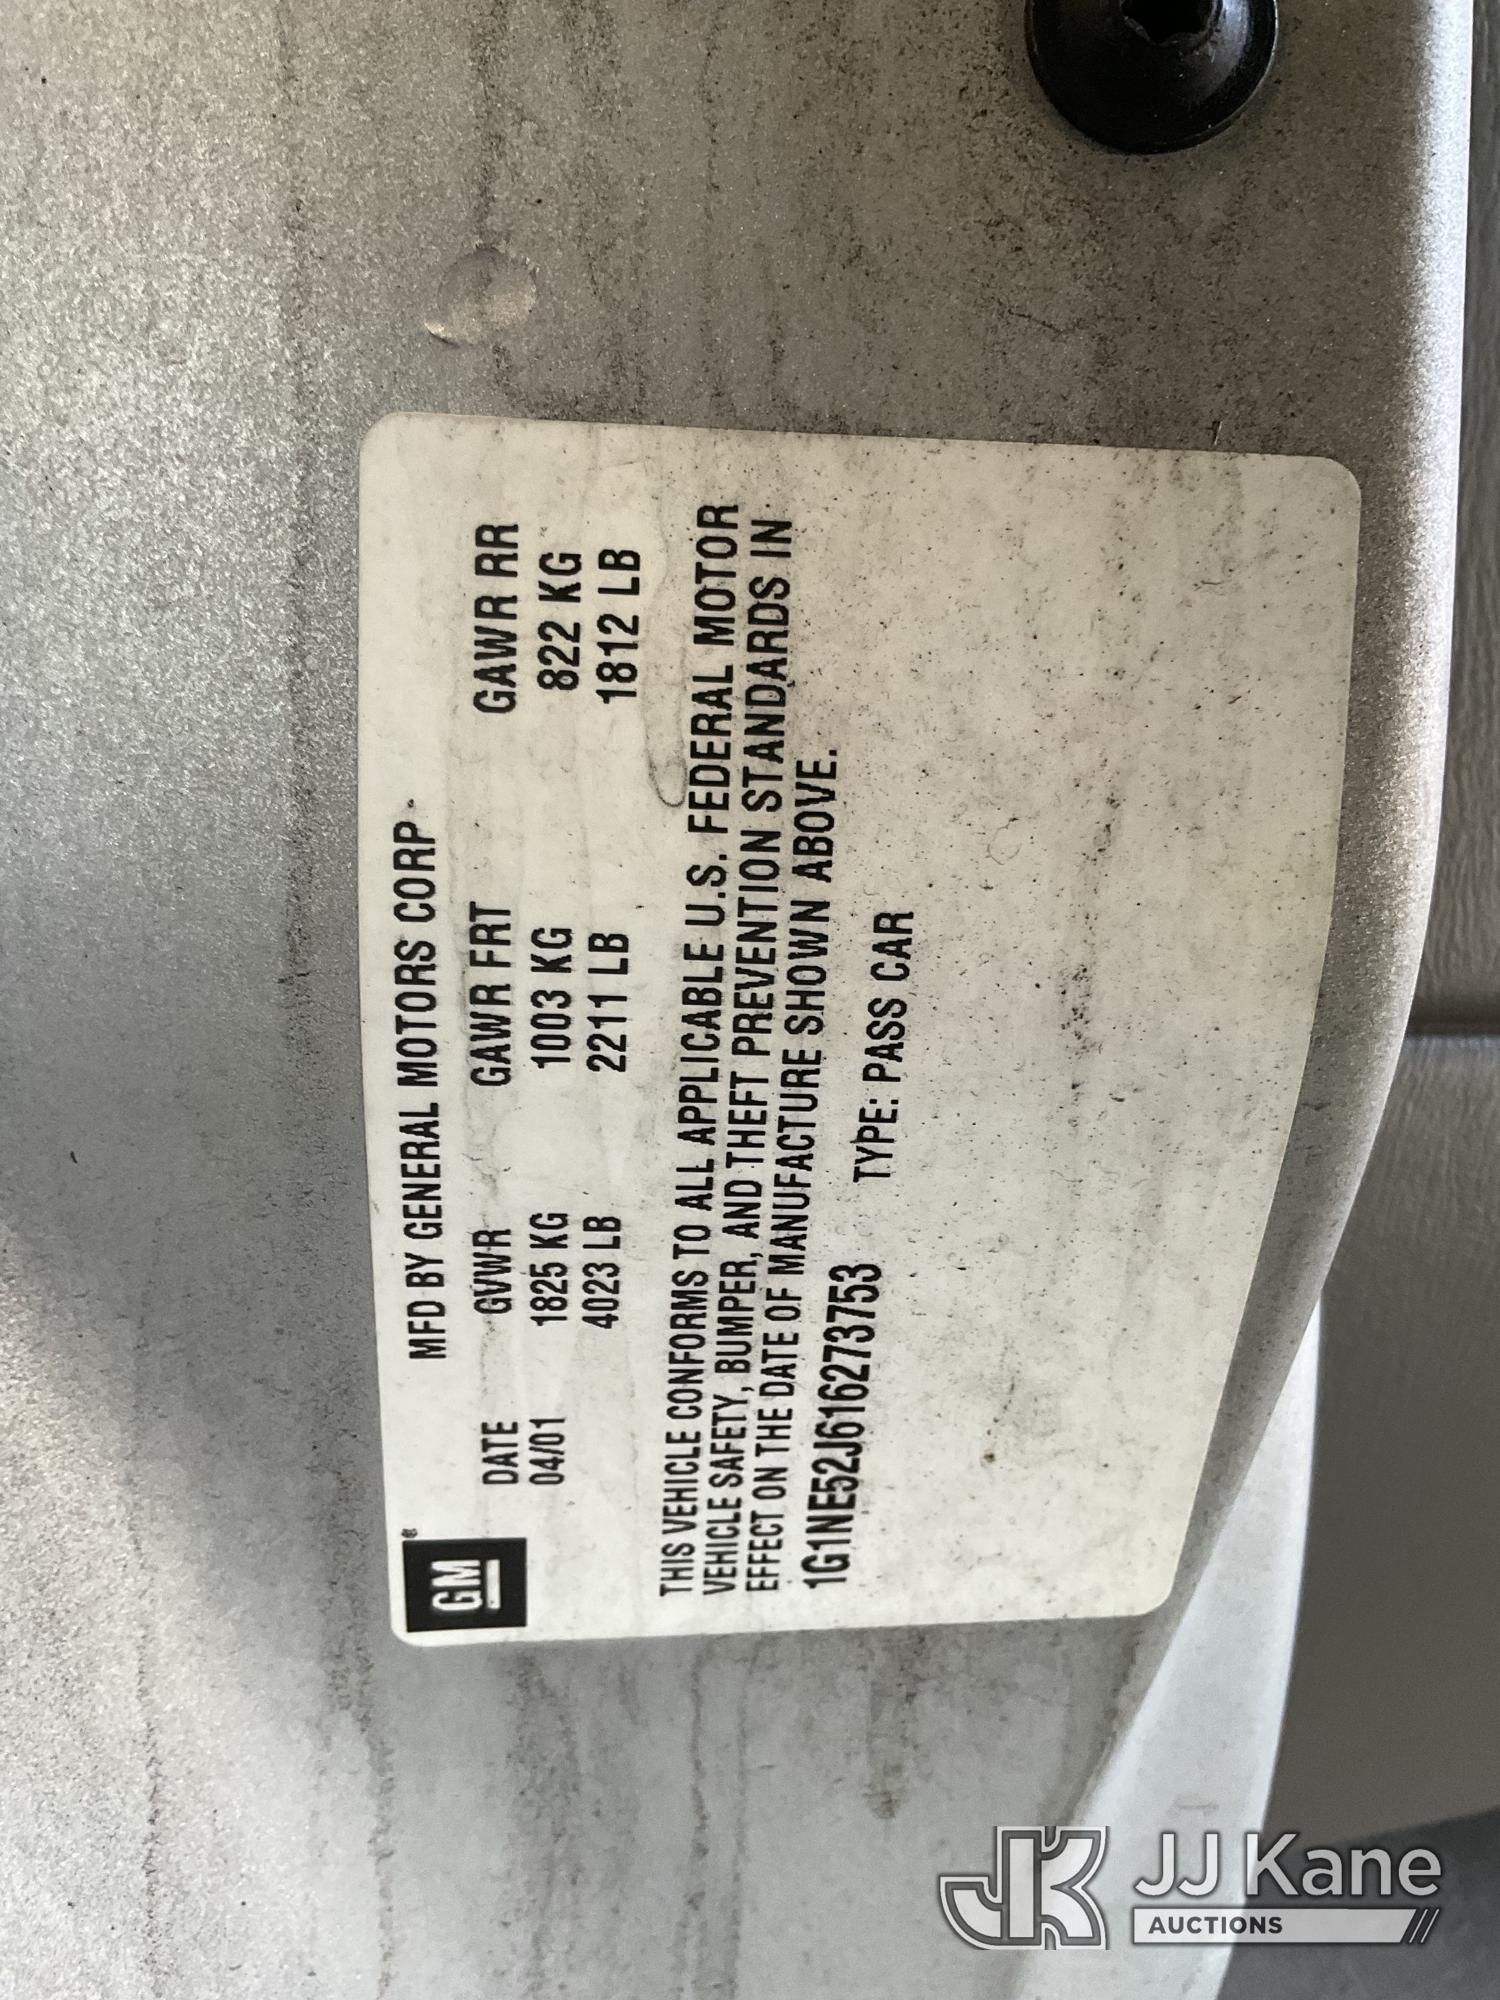 GM
MFD BY GENERAL MOTORS CORP.
DATE GVWR GAWR FRT GAWR RR
04/01 1825 KG 1003 KG 822 KG
4023 LB 2211 LB 1812 LB
THIS VEHICLE CONFORMS TO ALL APPLICABLE U.S. FEDERAL MOTOR
VEHICLE SAFETY, BUMPER, AND THEFT PREVENTION STANDARDS IN
EFFECT ON THE DATE OF MANUFACTURE SHOWN ABOVE.
1G1NE52J616273753 TYPE: PASS CAR
JK JJ Kane
AUCTIONS